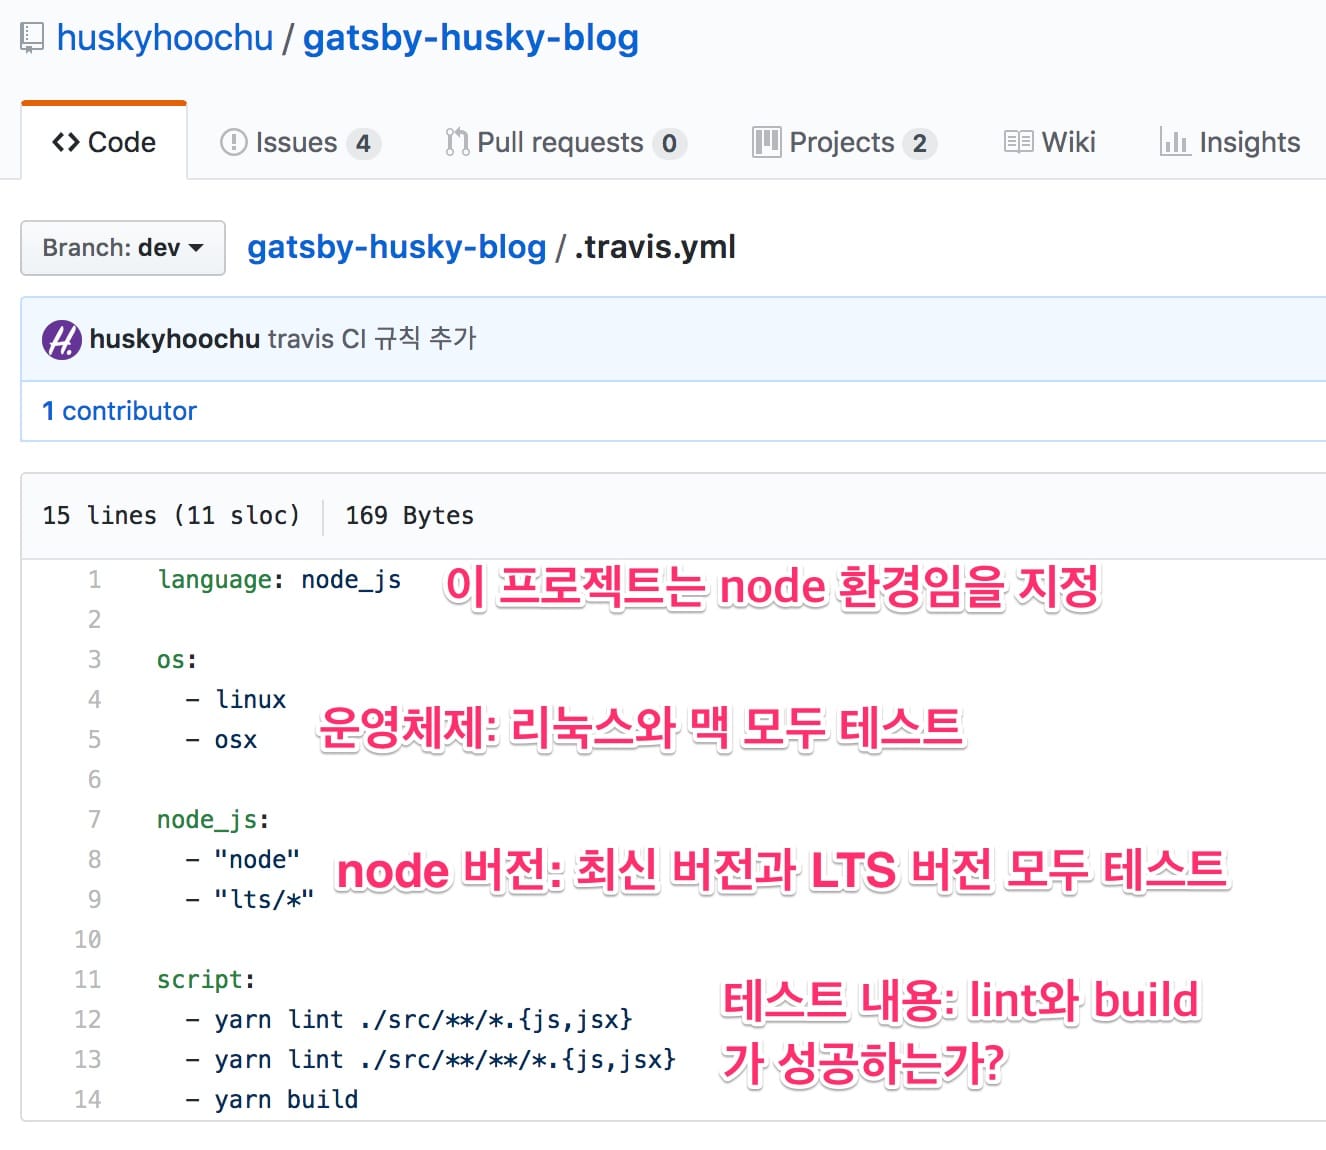 huskyhoochu / gatsby-husky-blog
Code Issues 4 Pull requests 0 Projects 2 Wiki Insights
Branch: dev gatsby-husky-blog / .travis.yml
huskyhoochu travis CI 규칙 추가
1 contributor
15 lines (11 sloc) 169 Bytes
1 language: node_js 이 프로젝트는 node 환경임을 지정
2
3 os:
4 - linux
운영체제: 리눅스와 맥 모두 테스트
5 - osx
6
7 node_js:
8 - "node"
node 버전: 최신 버전과 LTS 버전 모두 테스트
9 - "lts/*"
10
11 script:
테스트 내용: lint와 build
12 - yarn lint ./src/**/*.{js,jsx}
13 - yarn lint ./src/**/**/*.{js,jsx}
가 성공하는가?
14 - yarn build